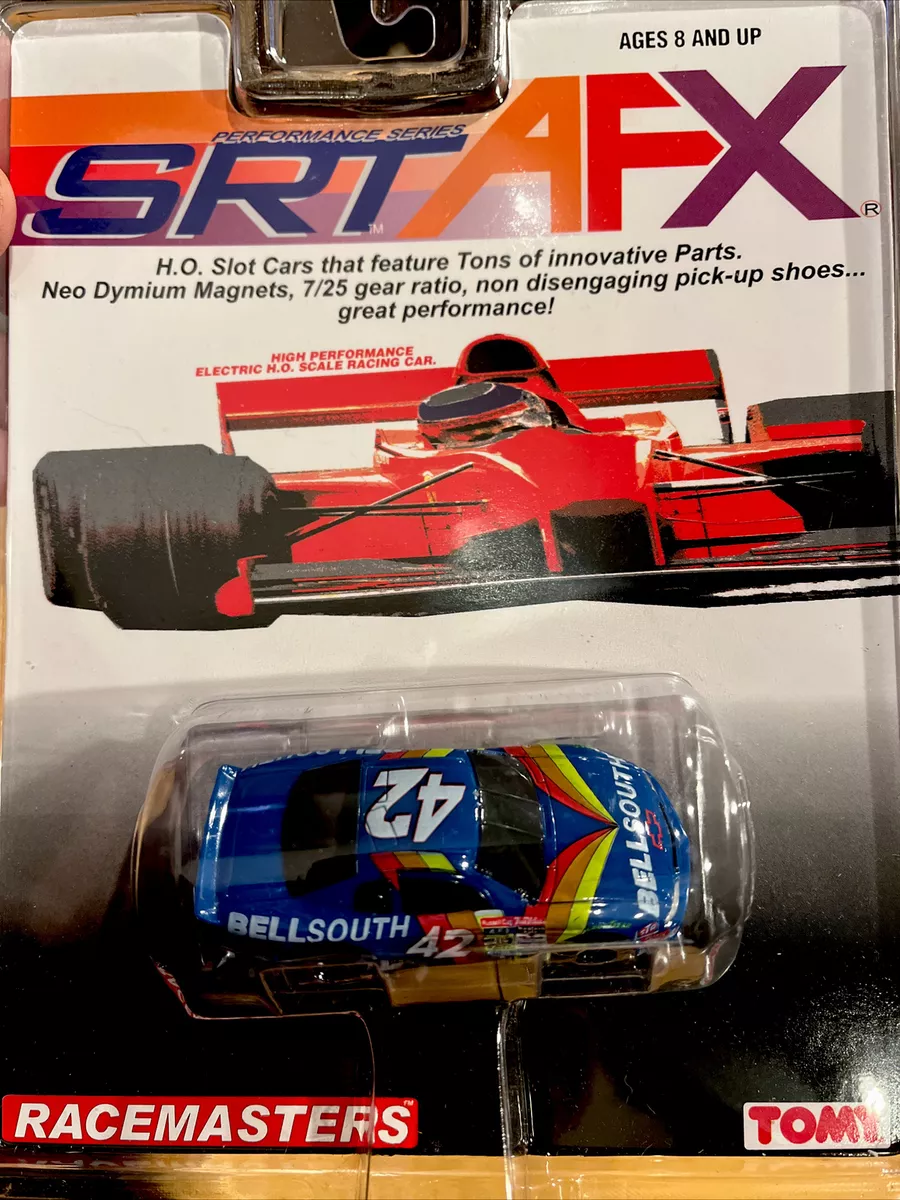 AGES 8 AND UP
PERFORMANCE SERIES
SRT AFX
TM
®
H.O. Slot Cars that feature Tons of innovative Parts.
Neo Dymium Magnets, 7/25 gear ratio, non disengaging pick-up shoes...
great performance!
HIGH PERFORMANCE
ELECTRIC H.O. SCALE RACING CAR.
42
BELLSOUTH
BELLSOUTH
42
RACEMASTERS™
TOMY